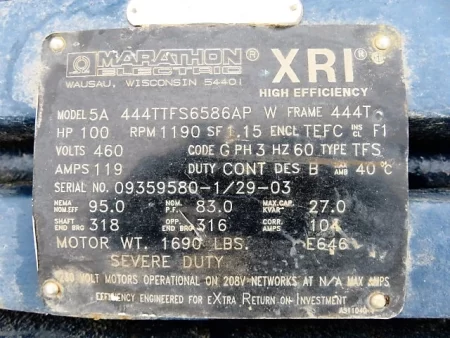 MARATHON® XRI®
ELECTRIC
WAUSAU, WISCONSIN 54401
HIGH EFFICIENCY
MODEL 5A 444TTFS6586AP W FRAME 444T
HP 100 RPM 1190 SF 1.15 ENCL TEFC INS CL F1
VOLTS 460 CODE G PH 3 HZ 60 TYPE TFS
AMPS 119 DUTY CONT DES B MAX AMB 40°C
SERIAL NO. 09359580-1/29-03
NEMA NOM.EFF 95.0 NOM. P.F. 83.0 MAX.CAP. KVAR 27.0
SHAFT END BRG 318 OPP. END BRG 316 CORR. AMPS 104
MOTOR WT. 1690 LBS. E646
SEVERE DUTY
VOLT MOTORS OPERATIONAL ON 208V NETWORKS AT N/A MAX AMPS
EFFICIENCY ENGINEERED FOR EXTRA RETURN ON INVESTMENT